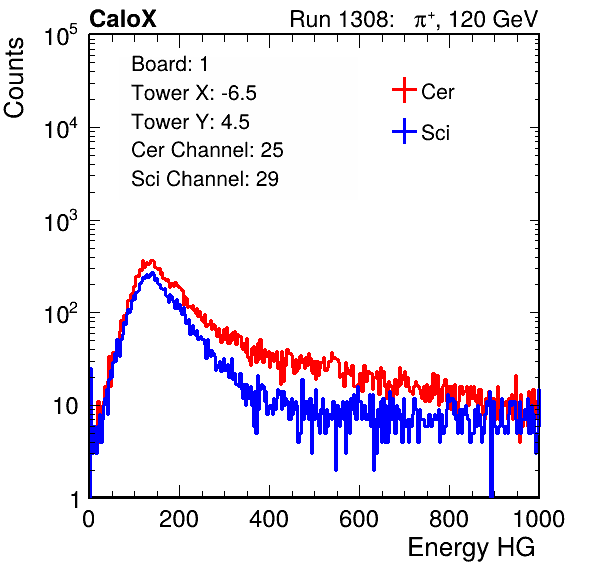 CaloX Run 1308: π⁺, 120 GeV
Counts
Board: 1
Tower X: -6.5
Tower Y: 4.5
Cer Channel: 25
Sci Channel: 29
Cer
Sci
10⁵
10⁴
10³
10²
10
1
0 200 400 600 800 1000
Energy HG